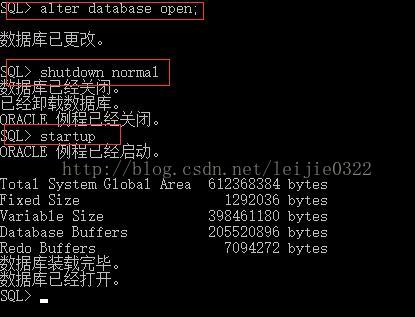 SQL> alter database open;
数据库已更改。
SQL> shutdown normal
数据库已经关闭。
已经卸载数据库。
ORACLE 例程已经关闭。
SQL> startup
ORACLE 例程已经启动。
http://blog.csdn.net/leijie0322
Total System Global Area  612368384 bytes
Fixed Size                  1292036 bytes
Variable Size             398461180 bytes
Database Buffers          205520896 bytes
Redo Buffers                7094272 bytes
数据库装载完毕。
数据库已经打开。
SQL>